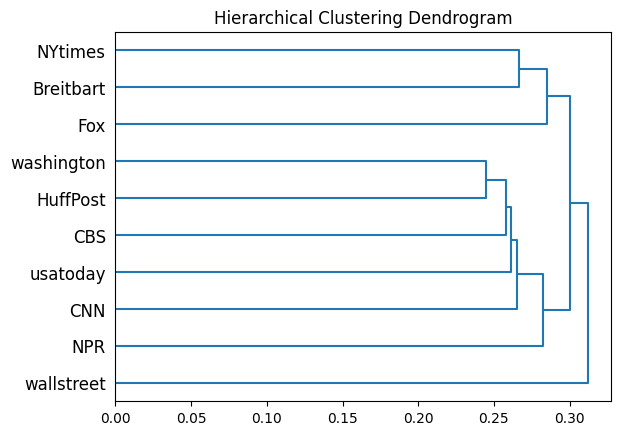 Hierarchical Clustering Dendrogram
NYtimes
Breitbart
Fox
washington
HuffPost
CBS
usatoday
CNN
NPR
wallstreet
0.00 0.05 0.10 0.15 0.20 0.25 0.30